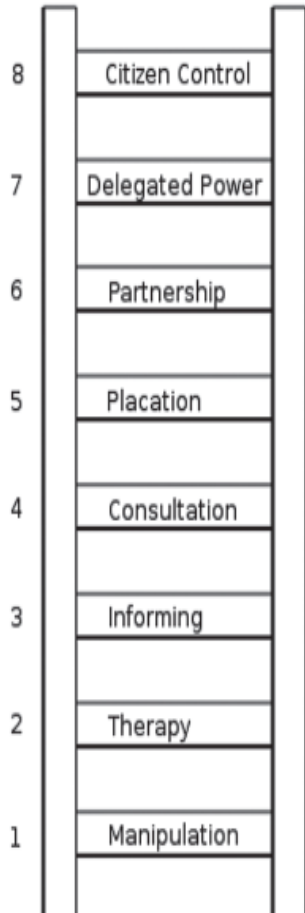 8 Citizen Control
7 Delegated Power
6 Partnership
5 Placation
4 Consultation
3 Informing
2 Therapy
1 Manipulation